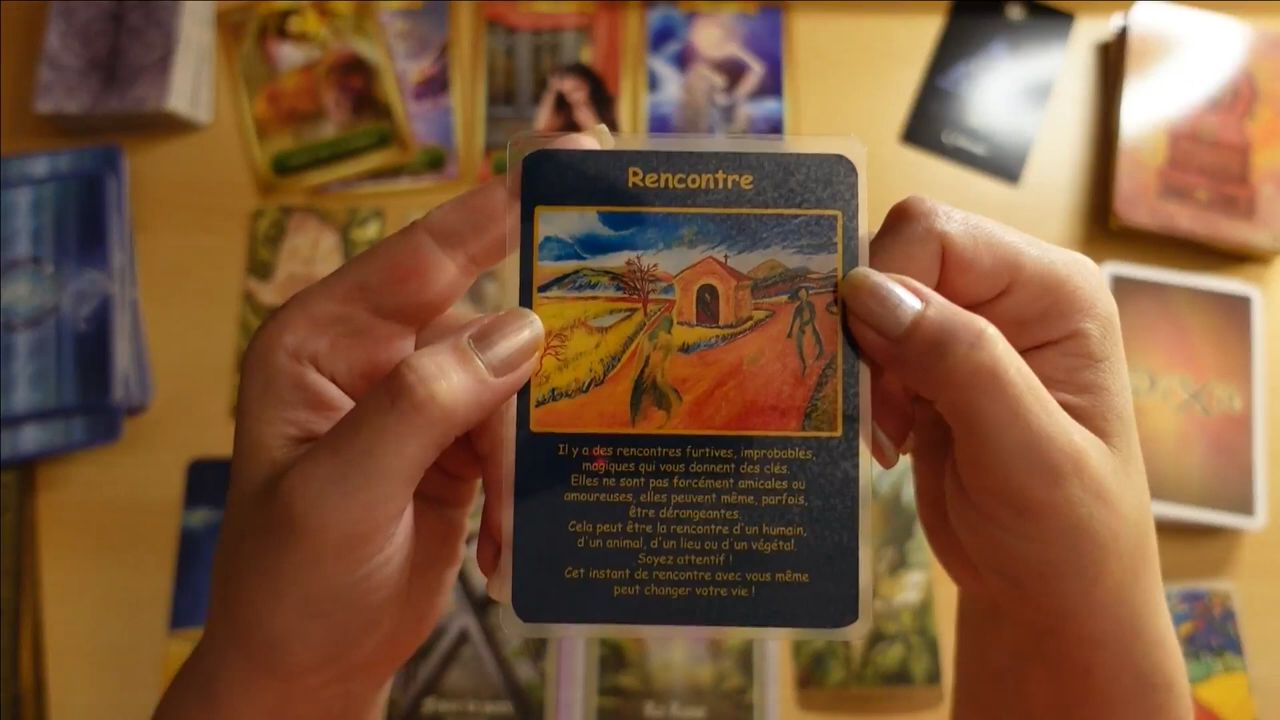 Rencontre
Il y a des rencontres furtives, improbables,
magiques qui vous donnent des clés.
Elles ne sont pas forcément amicales ou
amoureuses, elles peuvent même, parfois,
être dérangeantes.
Cela peut être la rencontre d'un humain,
d'un animal, d'un lieu ou d'un végétal.
Soyez attentif !
Cet instant de rencontre avec vous même
peut changer votre vie !